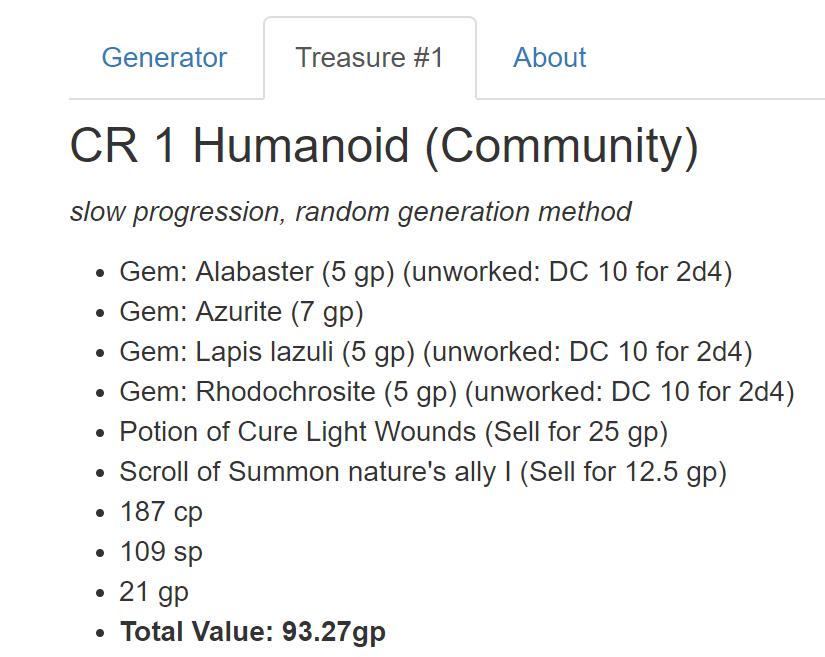 Generator Treasure #1 About
CR 1 Humanoid (Community)
slow progression, random generation method
• Gem: Alabaster (5 gp) (unworked: DC 10 for 2d4)
• Gem: Azurite (7 gp)
• Gem: Lapis lazuli (5 gp) (unworked: DC 10 for 2d4)
• Gem: Rhodochrosite (5 gp) (unworked: DC 10 for 2d4)
• Potion of Cure Light Wounds (Sell for 25 gp)
• Scroll of Summon nature's ally I (Sell for 12.5 gp)
• 187 cp
• 109 sp
• 21 gp
• Total Value: 93.27gp